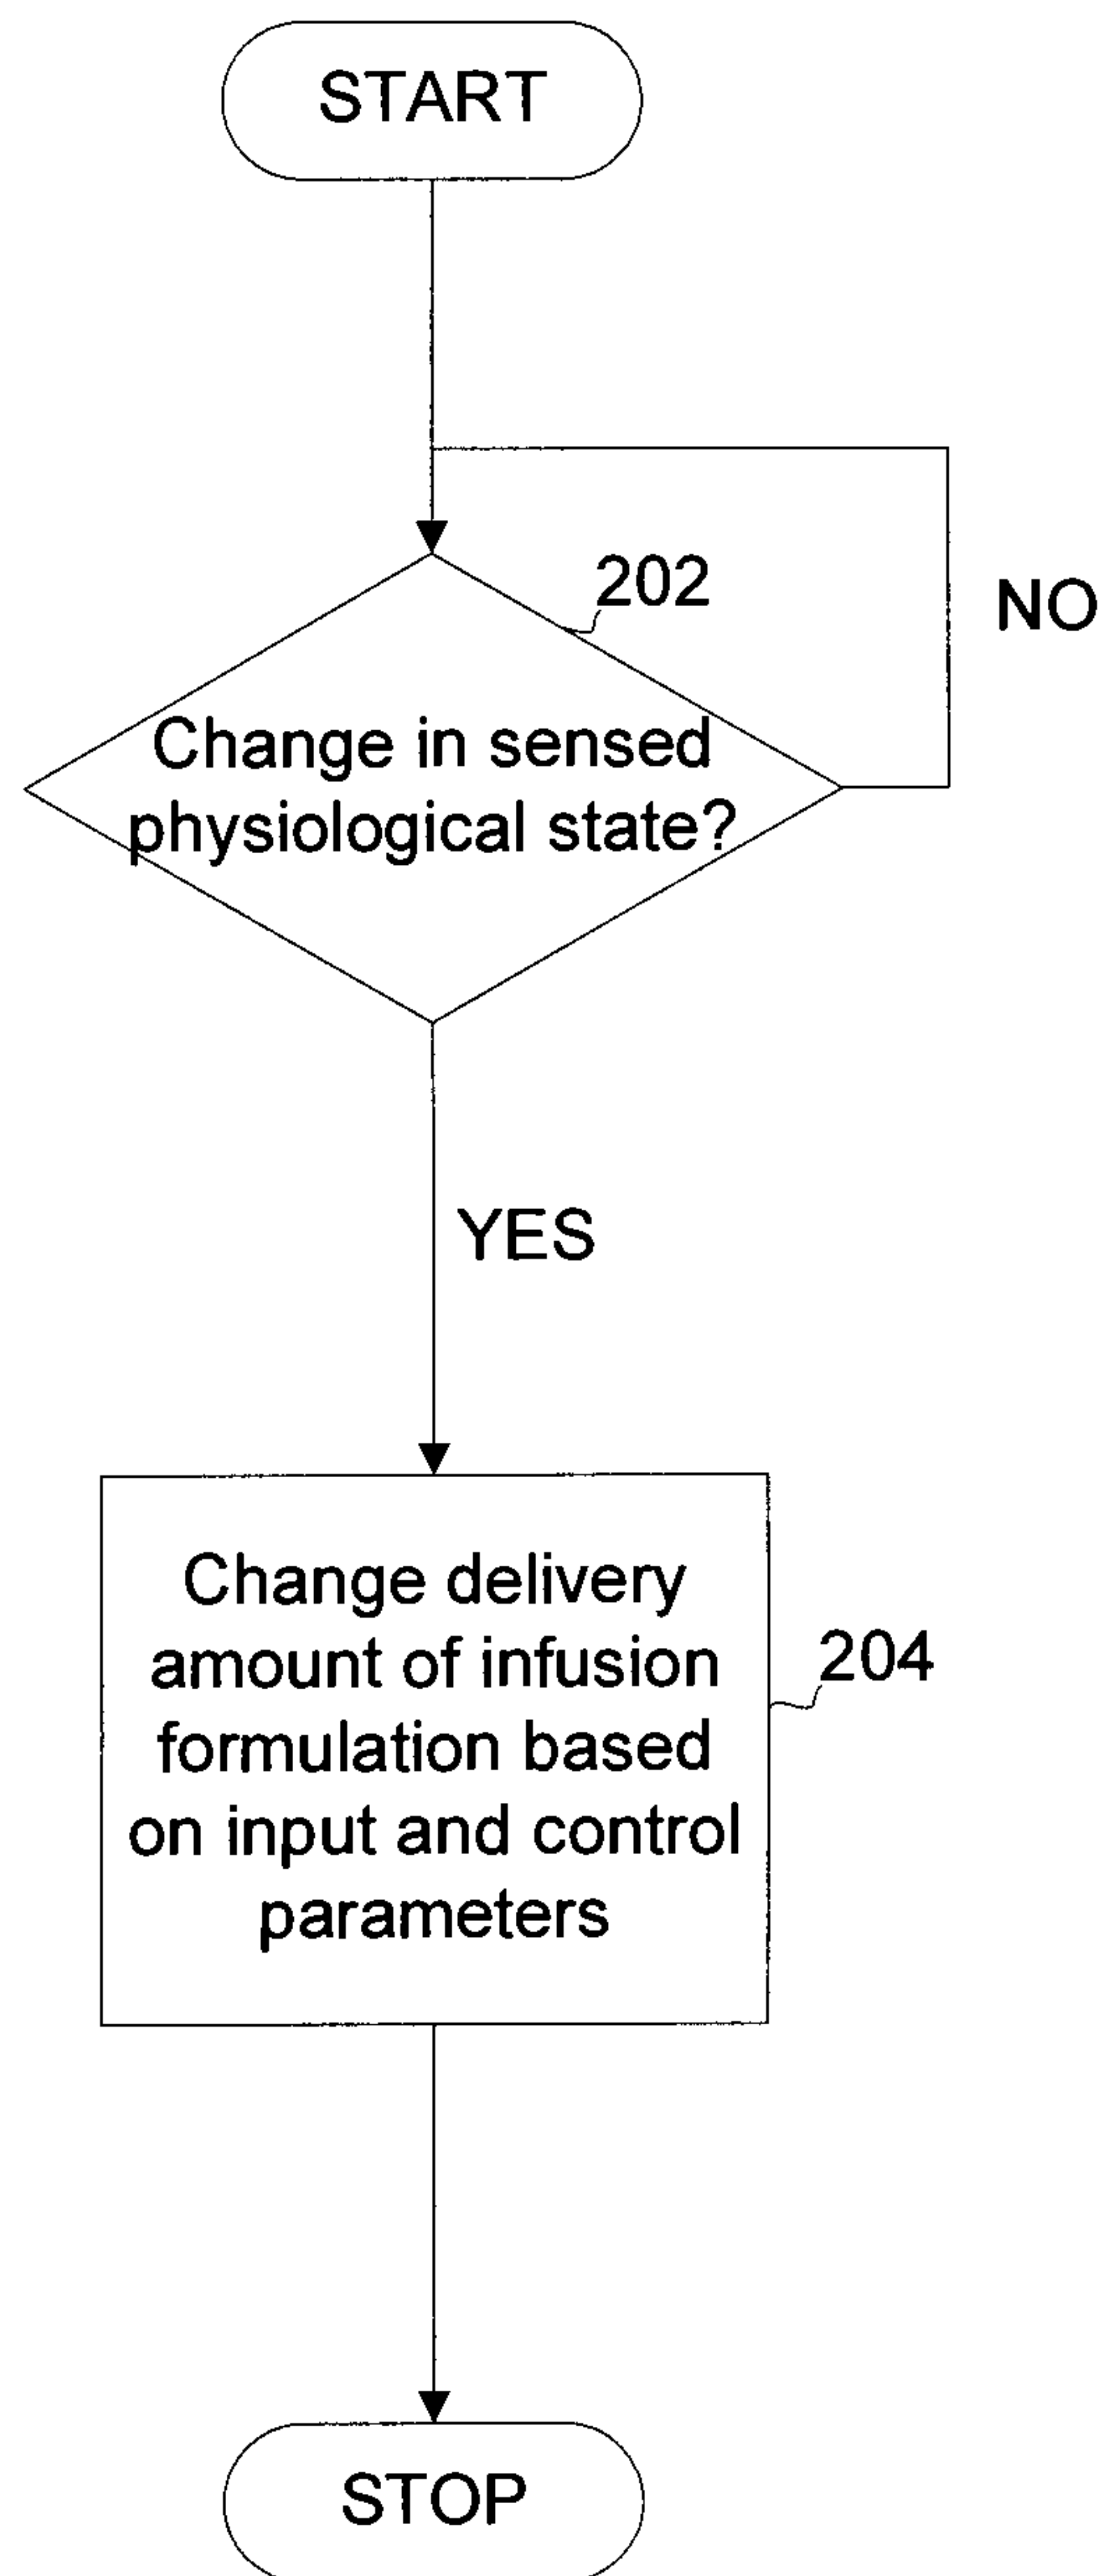 START
202
NO
Change in sensed
physiological state?
YES
Change delivery
amount of infusion
formulation based
on input and control
parameters
204
STOP